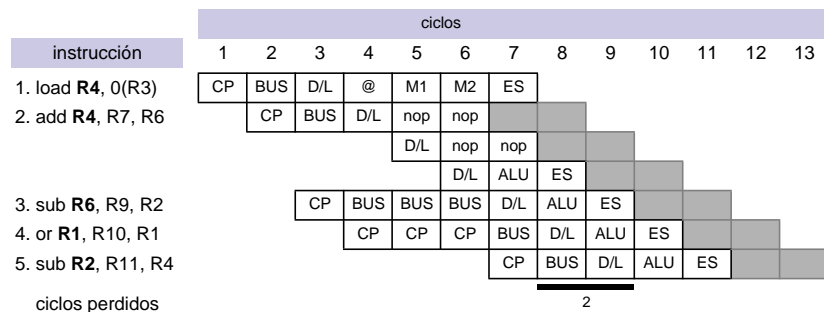 ciclos
instrucción 1 2 3 4 5 6 7 8 9 10 11 12 13
1. load R4, 0(R3) CP BUS D/L @ M1 M2 ES
2. add R4, R7, R6 CP BUS D/L nop nop
D/L nop nop
D/L ALU ES
3. sub R6, R9, R2 CP BUS BUS BUS D/L ALU ES
4. or R1, R10, R1 CP CP CP BUS D/L ALU ES
5. sub R2, R11, R4 CP BUS D/L ALU ES
ciclos perdidos 2